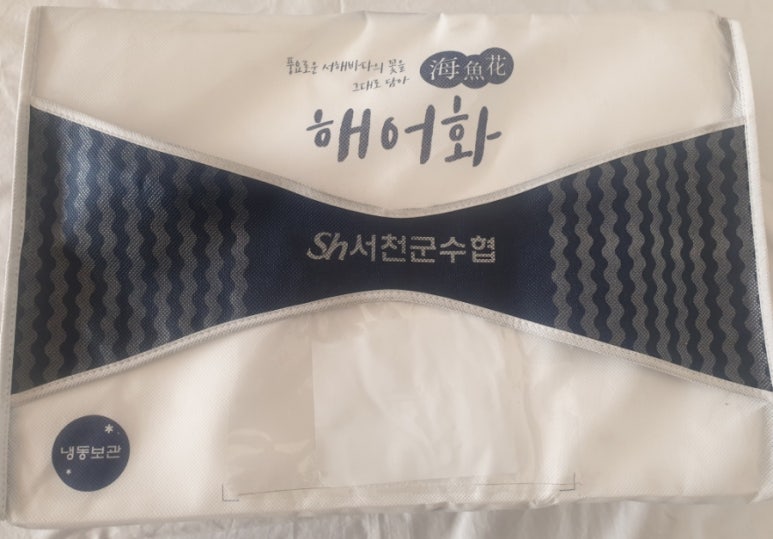 풍요로운 서해바다의 꽃을
그대로 담아
海魚花
해어화
Sh서천군수협
냉동보관